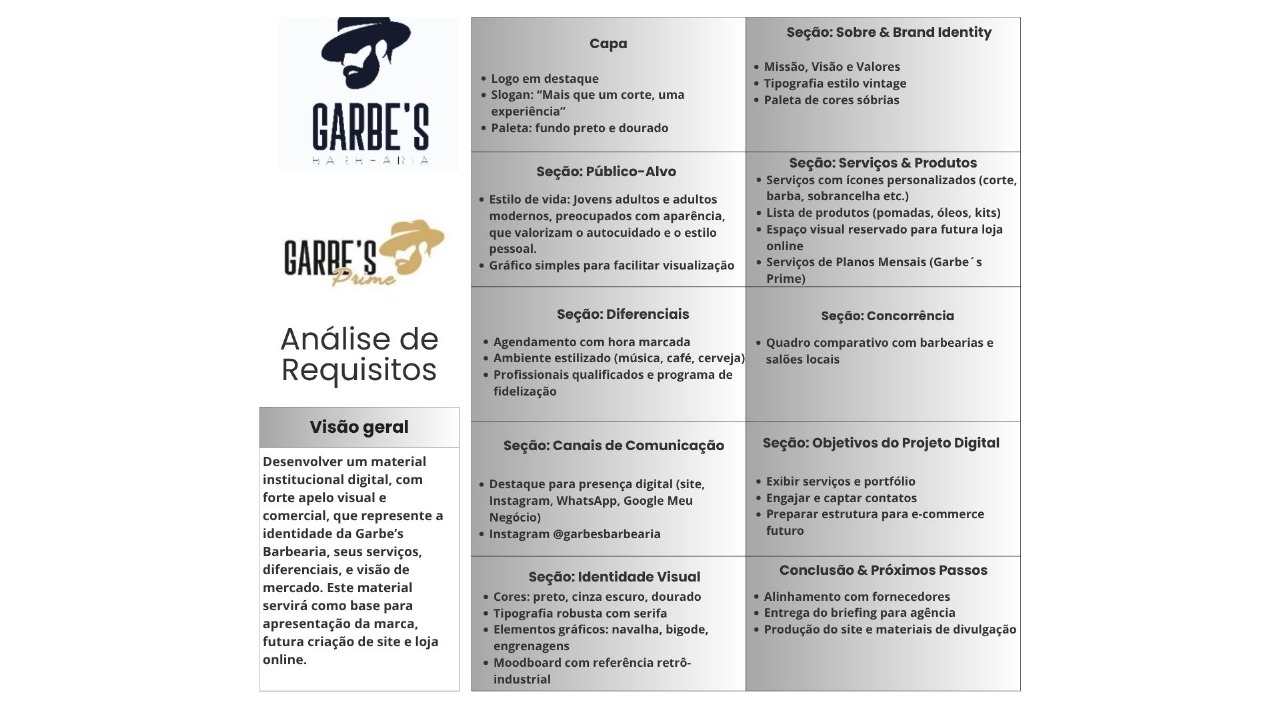 GARBE'S
BARBEARIA
GARBE'S
Prime
Análise de
Requisitos
Visão geral
Desenvolver um material
institucional digital, com
forte apelo visual e
comercial, que represente a
identidade da Garbe's
Barbearia, seus serviços,
diferenciais, e visão de
mercado. Este material
servirá como base para
apresentação da marca,
futura criação de site e loja
online.
Capa
• Logo em destaque
• Slogan: “Mais que um corte, uma
experiência”
• Paleta: fundo preto e dourado
Seção: Sobre & Brand Identity
• Missão, Visão e Valores
• Tipografia estilo vintage
• Paleta de cores sóbrias
Seção: Público-Alvo
• Estilo de vida: Jovens adultos e adultos
modernos, preocupados com aparência,
que valorizam o autocuidado e o estilo
pessoal.
• Gráfico simples para facilitar visualização
Seção: Serviços & Produtos
• Serviços com ícones personalizados (corte,
barba, sobrancelha etc.)
• Lista de produtos (pomadas, óleos, kits)
• Espaço visual reservado para futura loja
online
• Serviços de Planos Mensais (Garbe´s
Prime)
Seção: Diferenciais
• Agendamento com hora marcada
• Ambiente estilizado (música, café, cerveja)
• Profissionais qualificados e programa de
fidelização
Seção: Concorrência
• Quadro comparativo com barbearias e
salões locais
Seção: Canais de Comunicação
• Destaque para presença digital (site,
Instagram, WhatsApp, Google Meu
Negócio)
• Instagram @garbesbarbearia
Seção: Objetivos do Projeto Digital
• Exibir serviços e portfólio
• Engajar e captar contatos
• Preparar estrutura para e-commerce
futuro
Seção: Identidade Visual
• Cores: preto, cinza escuro, dourado
• Tipografia robusta com serifa
• Elementos gráficos: navalha, bigode,
engrenagens
• Moodboard com referência retrô-
industrial
Conclusão & Próximos Passos
• Alinhamento com fornecedores
• Entrega do briefing para agência
• Produção do site e materiais de divulgação